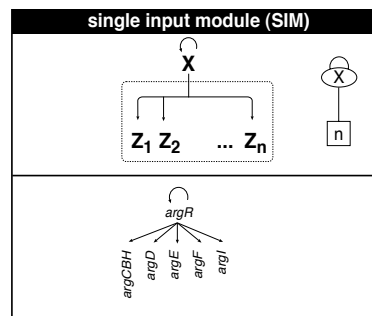 single input module (SIM)
X
X
Z1 Z2 ... Zn
n
argR
argCBH argD argE argF argI